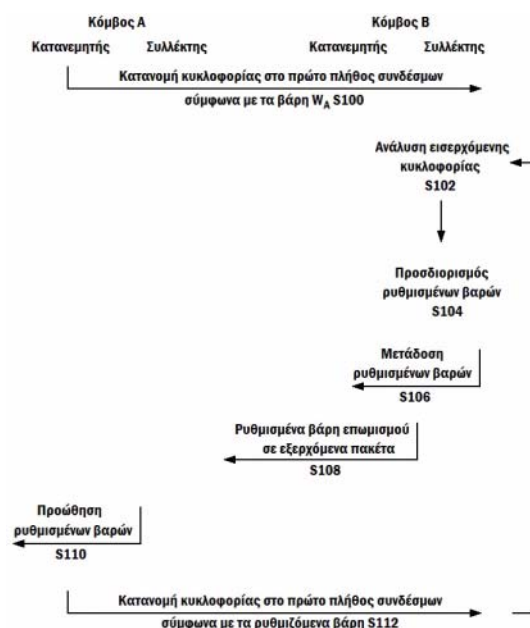 Κόμβος A Κόμβος B
Κατανεμητής Συλλέκτης Κατανεμητής Συλλέκτης
Κατανομή κυκλοφορίας στο πρώτο πλήθος συνδέσμων
σύμφωνα με τα βάρη WA S100
Ανάλυση εισερχόμενης
κυκλοφορίας
S102
Προσδιορισμός
ρυθμισμένων βαρών
S104
Μετάδοση
ρυθμισμένων βαρών
S106
Ρυθμισμένα βάρη επωμισμού
σε εξερχόμενα πακέτα
S108
Προώθηση
ρυθμισμένων βαρών
S110
Κατανομή κυκλοφορίας στο πρώτο πλήθος συνδέσμων
σύμφωνα με τα ρυθμιζόμενα βάρη S112